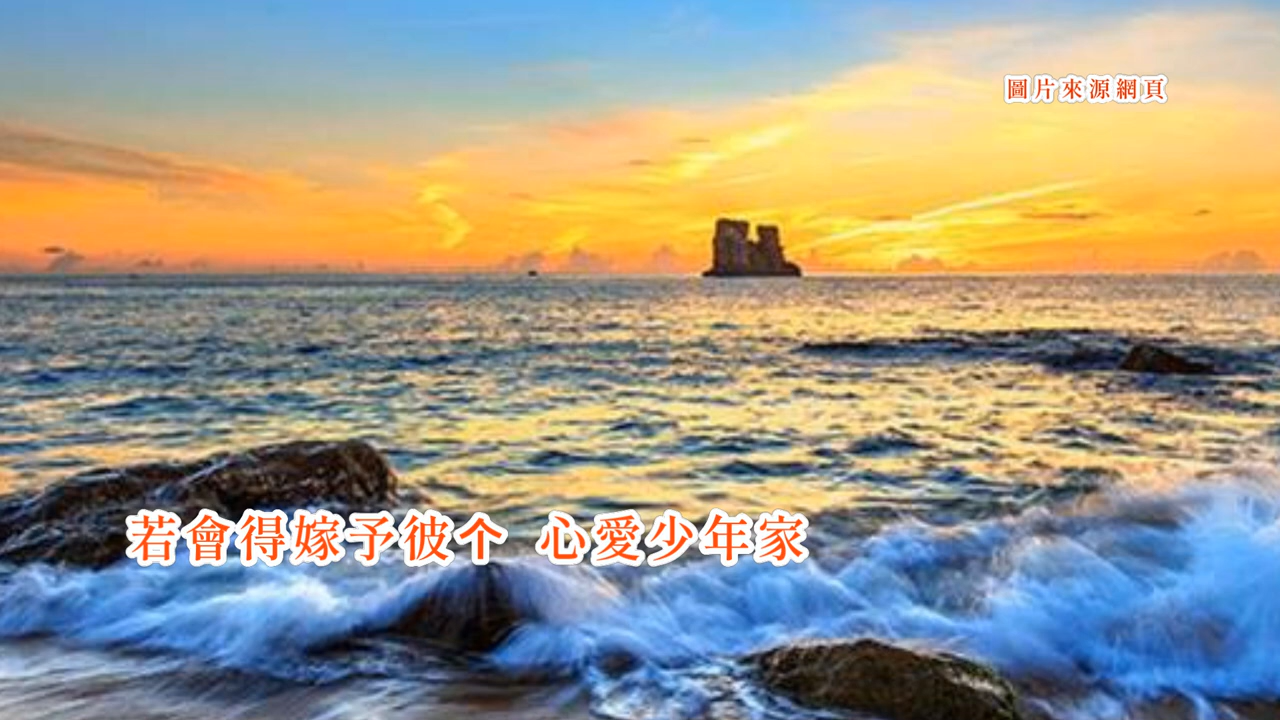 圖片來源網頁
若會得嫁予彼个 心愛少年家